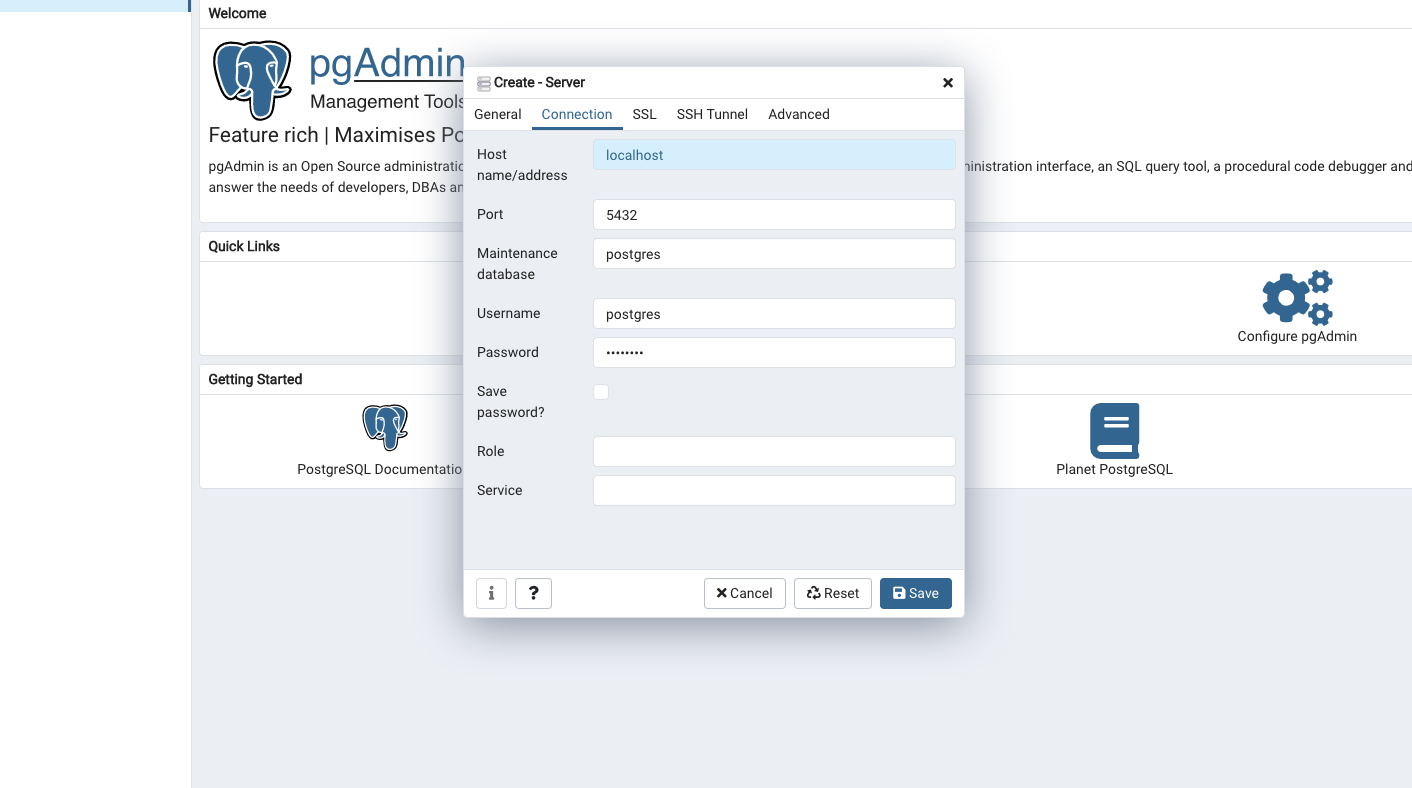 Welcome
pgAdmin
Management Tools
Feature rich | Maximises Po
pgAdmin is an Open Source administratio
ninistration interface, an SQL query tool, a procedural code debugger and
answer the needs of developers, DBAs an
Create - Server
General Connection SSL SSH Tunnel Advanced
Host
name/address
localhost
Port
5432
Maintenance
database
postgres
Username
postgres
Password
••••••••
Save
password?
Role
Service
i ? Cancel Reset Save
Quick Links
Configure pgAdmin
Getting Started
PostgreSQL Documentatio
Planet PostgreSQL